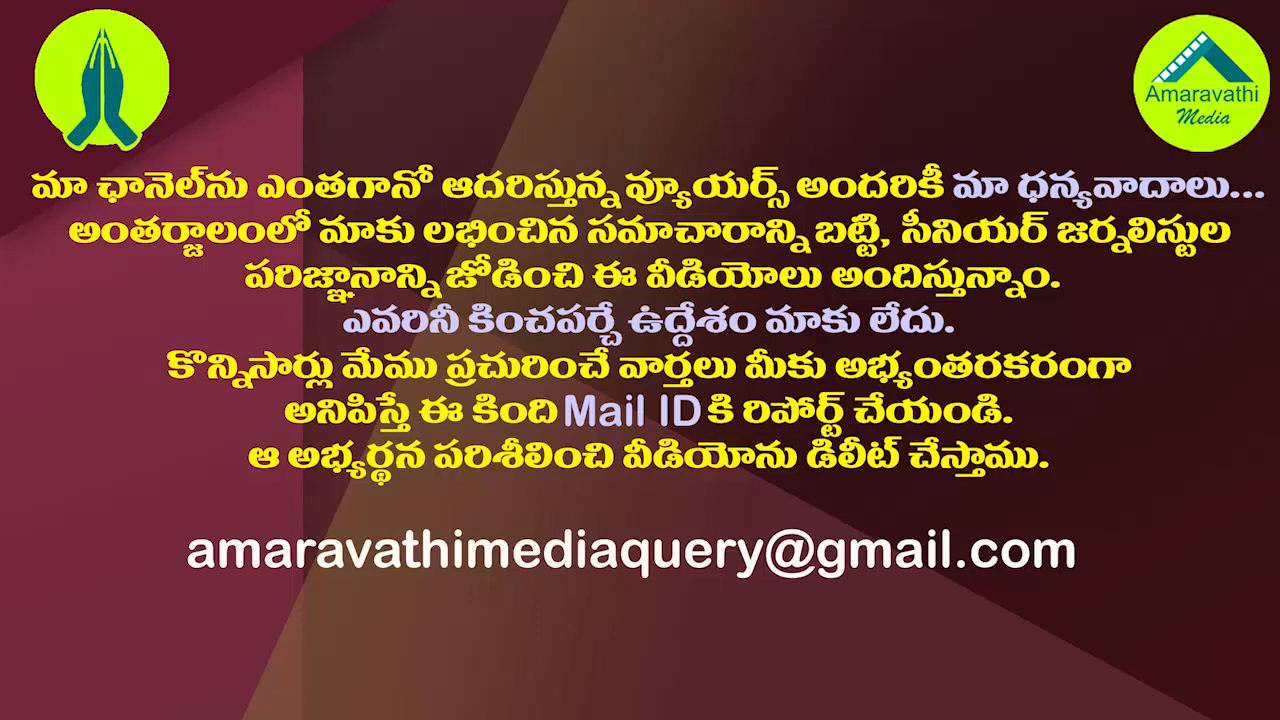 Amaravathi
Media
మా ఛానెల్‌ను ఎంతగానో ఆదరిస్తున్న వ్యూయర్స్ అందరికీ మా ధన్యవాదాలు...
అంతర్జాలంలో మాకు లభించిన సమాచారాన్ని బట్టి, సీనియర్ జర్నలిస్టుల
పరిజ్ఞానాన్ని జోడించి ఈ వీడియోలు అందిస్తున్నాం.
ఎవరినీ కించపర్చే ఉద్దేశం మాకు లేదు.
కొన్నిసార్లు మేము ప్రచురించే వార్తలు మీకు అభ్యంతరకరంగా
అనిపిస్తే ఈ కింది Mail ID కి రిపోర్ట్ చేయండి.
ఆ అభ్యర్థన పరిశీలించి వీడియోను డిలీట్ చేస్తాము.
amaravathimediaquery@gmail.com